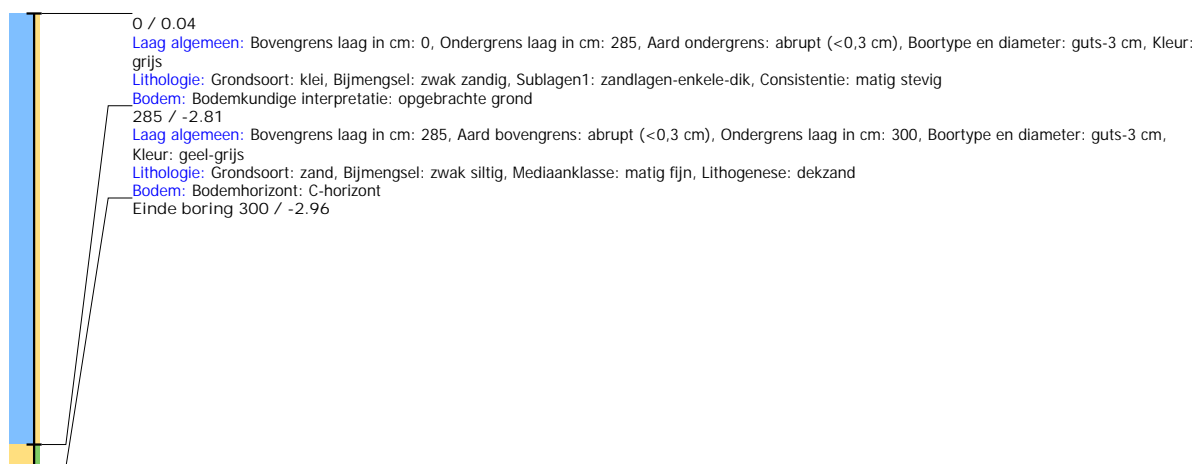 0 / 0.04
Laag algemeen: Bovengrens laag in cm: 0, Ondergrens laag in cm: 285, Aard ondergrens: abrupt (<0,3 cm), Boortype en diameter: guts-3 cm, Kleur:
grijs
Lithologie: Grondsoort: klei, Bijmengsel: zwak zandig, Sublagen1: zandlagen-enkele-dik, Consistentie: matig stevig
Bodem: Bodemkundige interpretatie: opgebrachte grond
285 / -2.81
Laag algemeen: Bovengrens laag in cm: 285, Aard bovengrens: abrupt (<0,3 cm), Ondergrens laag in cm: 300, Boortype en diameter: guts-3 cm,
Kleur: geel-grijs
Lithologie: Grondsoort: zand, Bijmengsel: zwak siltig, Mediaanklasse: matig fijn, Lithogenese: dekzand
Bodem: Bodemhorizont: C-horizont
Einde boring 300 / -2.96